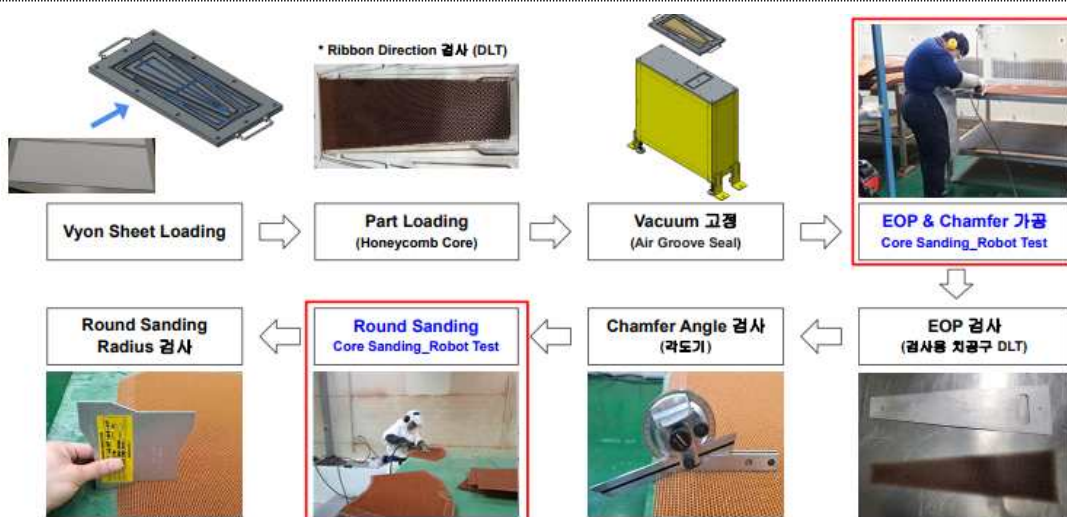 * Ribbon Direction 검사 (DLT)
Vyon Sheet Loading
Part Loading
(Honeycomb Core)
Vacuum 고정
(Air Groove Seal)
EOP & Chamfer 가공
Core Sanding_Robot Test
Round Sanding
Radius 검사
Round Sanding
Core Sanding_Robot Test
Chamfer Angle 검사
(각도기)
EOP 검사
(검사용 치공구 DLT)